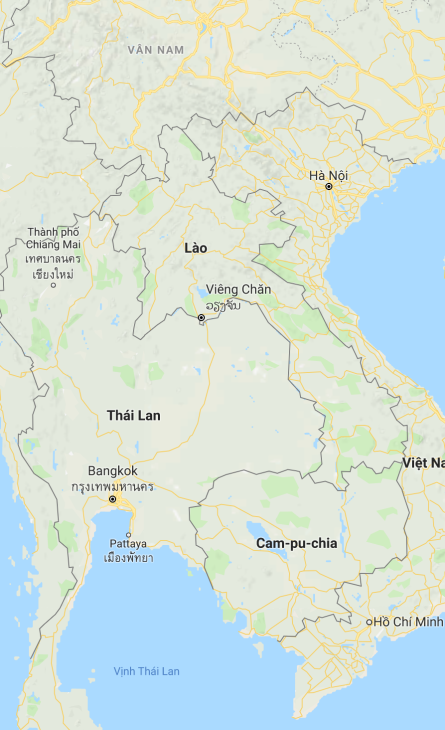 VÂN NAM
Hà Nội
Thành phố
Chiang Mai
เทศบาลนคร
เชียงใหม่
Lào
Viêng Chăn
ວຽງຈັນ
Thái Lan
Bangkok
กรุงเทพมหานคร
Việt Na
Pattaya
เมืองพัทยา
Cam-pu-chia
Hồ Chí Minh
Vịnh Thái Lan